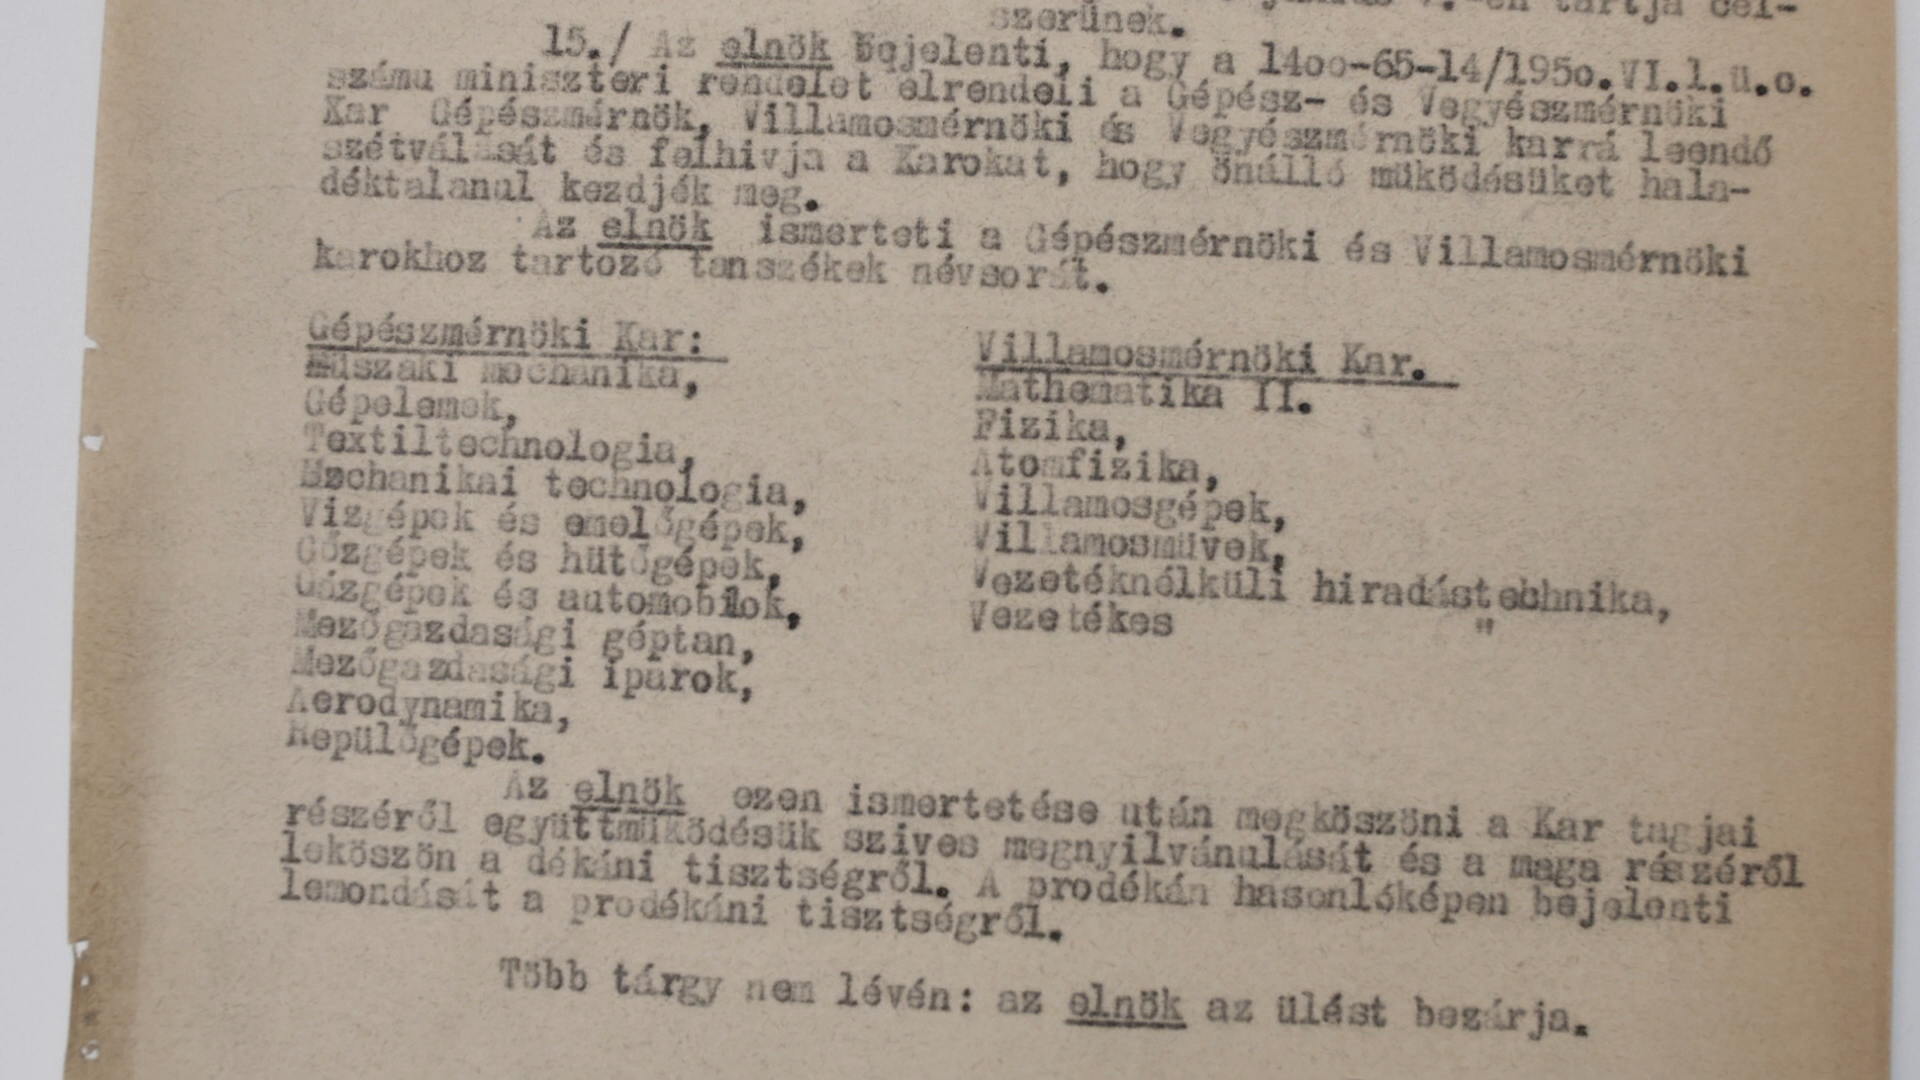 tartja cél-
szerűnek.
15./ Az elnök bejelenti, hogy a 14oo-65-14/195o.VI.1.ü.o.
számu miniszteri rendelet elrendeli a Gépész- és Vegyészmérnöki
Kar Gépészmérnök, Villamosmérnöki és Vegyészmérnöki karrá leendő
szétválását és felhivja a Karokat, hogy önálló müködésüket hala-
déktalanul kezdjék meg.
Az elnök ismerteti a Gépészmérnöki és Villamosmérnöki
karokhoz tartozó tanszékek névsorát.
Gépészmérnöki Kar:
Müszaki mechanika,
Gépelemek,
Textiltechnologia,
Mechanikai technologia,
Vizgépek és emelőgépek,
Gőzgépek és hütőgépek,
Gázgépek és automobilok,
Mezőgazdasági géptan,
Mezőgazdasági iparok,
Aerodynamika,
Repülőgépek.
Villamosmérnöki Kar.
Mathematika II.
Fizika,
Atomfizika,
Villamosgépek,
Villamosmüvek,
Vezetéknélküli hiradástechnika,
Vezetékes "
Az elnök ezen ismertetése után megköszöni a Kar tagjai
részéről együttmüködésük szives megnyilvánulását és a maga részéről
leköszön a dékáni tisztségről. A prodékán hasonlóképen bejelenti
lemondását a prodékáni tisztségről.
Több tárgy nem lévén: az elnök az ülést bezárja.